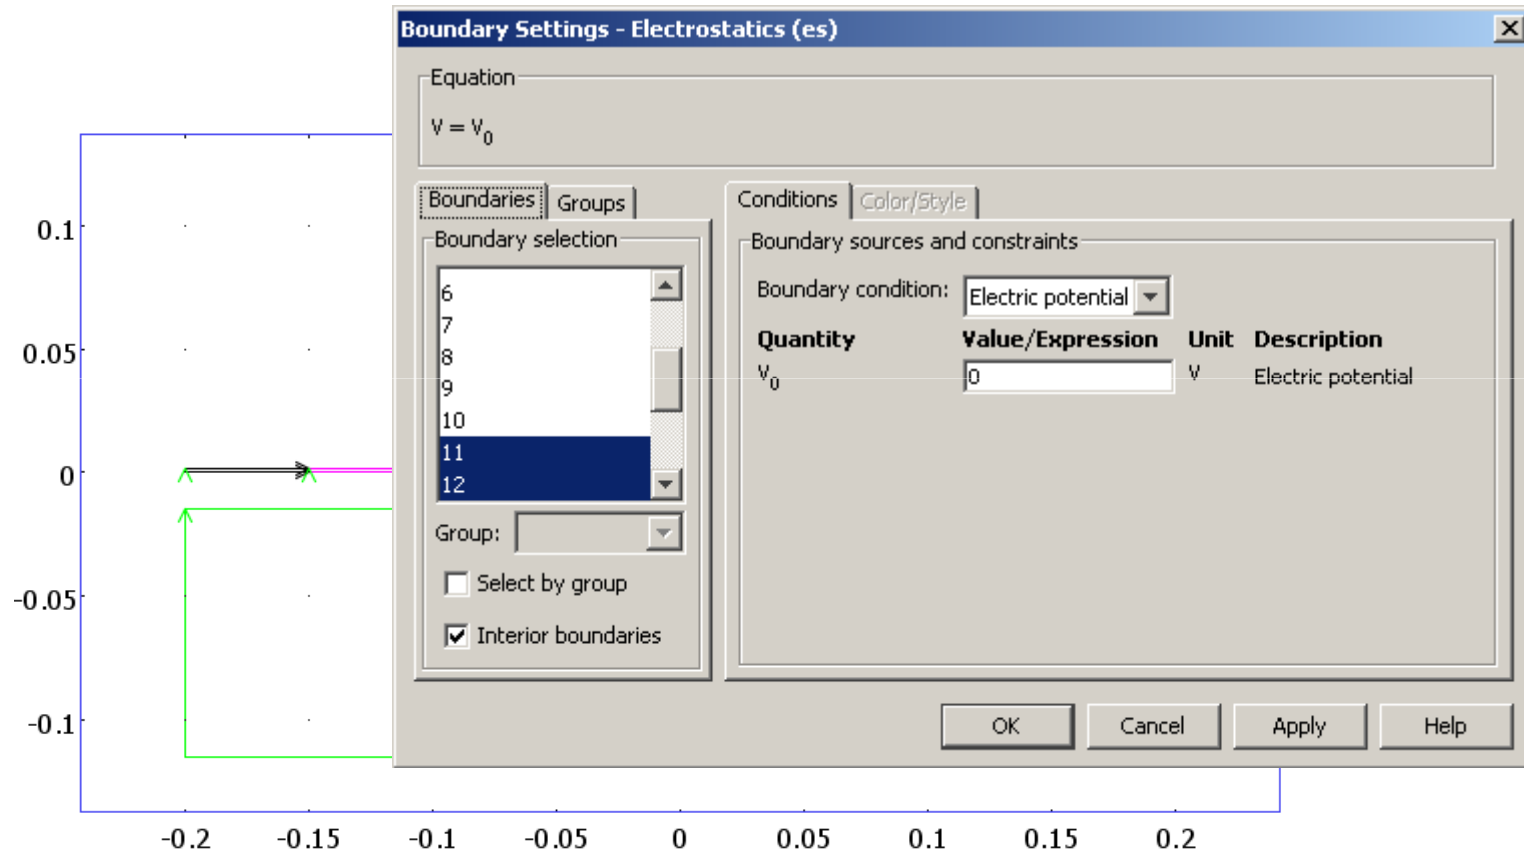 Boundary Settings - Electrostatics (es)
Equation
V = V0
Boundaries Groups
Conditions Color/Style
Boundary selection
6
7
8
9
10
11
12
Group:
Select by group
Interior boundaries
Boundary sources and constraints
Boundary condition: Electric potential
Quantity Value/Expression Unit Description
V0 0 V Electric potential
OK Cancel Apply Help
0.1
0.05
0
-0.05
-0.1
-0.2 -0.15 -0.1 -0.05 0 0.05 0.1 0.15 0.2